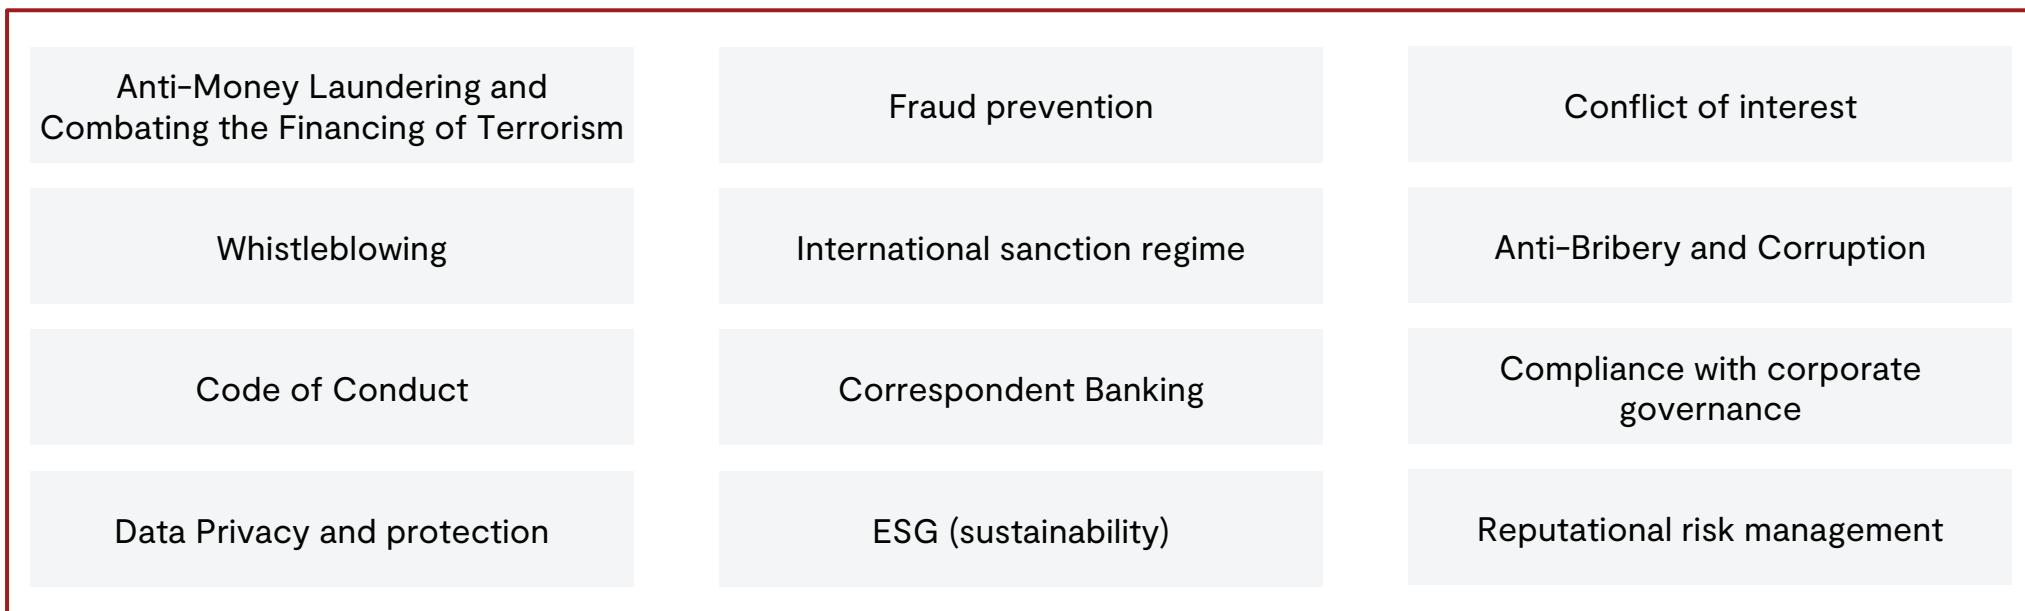 Anti-Money Laundering and
Combating the Financing of Terrorism
Fraud prevention
Conflict of interest
Whistleblowing
International sanction regime
Anti-Bribery and Corruption
Code of Conduct
Correspondent Banking
Compliance with corporate
governance
Data Privacy and protection
ESG (sustainability)
Reputational risk management